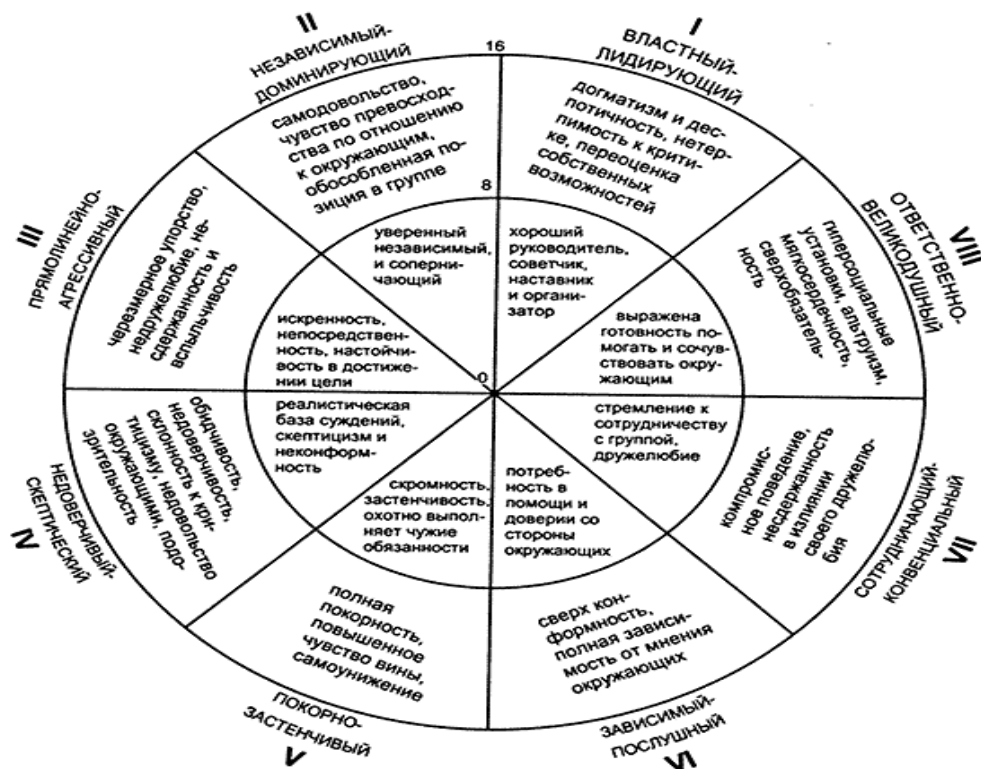 I
ВЛАСТНЫЙ-
ЛИДИРУЮЩИЙ
догматизм и дес-
потичность, нетер-
пимость к крити-
ке, переоценка
собственных
возможностей
хороший
руководитель,
советчик,
наставник
и органи-
затор
II
НЕЗАВИСИМЫЙ-
ДОМИНИРУЮЩИЙ
самодовольство,
чувство превосход-
ства по отношению
к окружающим,
обособленная по-
зиция в группе
уверенный
независимый,
и соперни-
чающий
III
ПРЯМОЛИНЕЙНО-
АГРЕССИВНЫЙ
черезмерное упорство,
недружелюбие, не-
сдержанность и
вспыльчивость
искренность,
непосредствен-
ность, настойчи-
вость в достиже-
нии цели
IV
НЕДОВЕРЧИВЫЙ-
СКЕПТИЧЕСКИЙ
обидчивость,
недоверчивость,
склонность к кри-
тицизму, недовольство
окружающими, подо-
зрительность
реалистическая
база суждений,
скептицизм и
неконформ-
ность
V
ПОКОРНО-
ЗАСТЕНЧИВЫЙ
полная
покорность,
повышенное
чувство вины,
самоунижение
скромность,
застенчивость,
охотно выпол-
няет чужие
обязанности
VI
ЗАВИСИМЫЙ-
ПОСЛУШНЫЙ
сверх кон-
формность,
полная зависи-
мость от мнения
окружающих
потреб-
ность в
помощи и
доверии со
стороны
окружающих
VII
СОТРУДНИЧАЮЩИЙ-
КОНВЕНЦИАЛЬНЫЙ
компромис-
сное поведение,
несдержанность
в излиянии
своего дружелю-
бия
стремление к
сотрудничеству
с группой,
дружелюбие
VIII
ОТВЕТСТВЕННО-
ВЕЛИКОДУШНЫЙ
гиперсоциальные
установки, альтруизм,
мягкосердечность,
сверхобязатель-
ность
выражена
готовность по-
могать и сочув-
ствовать окру-
жающим
16
8
0